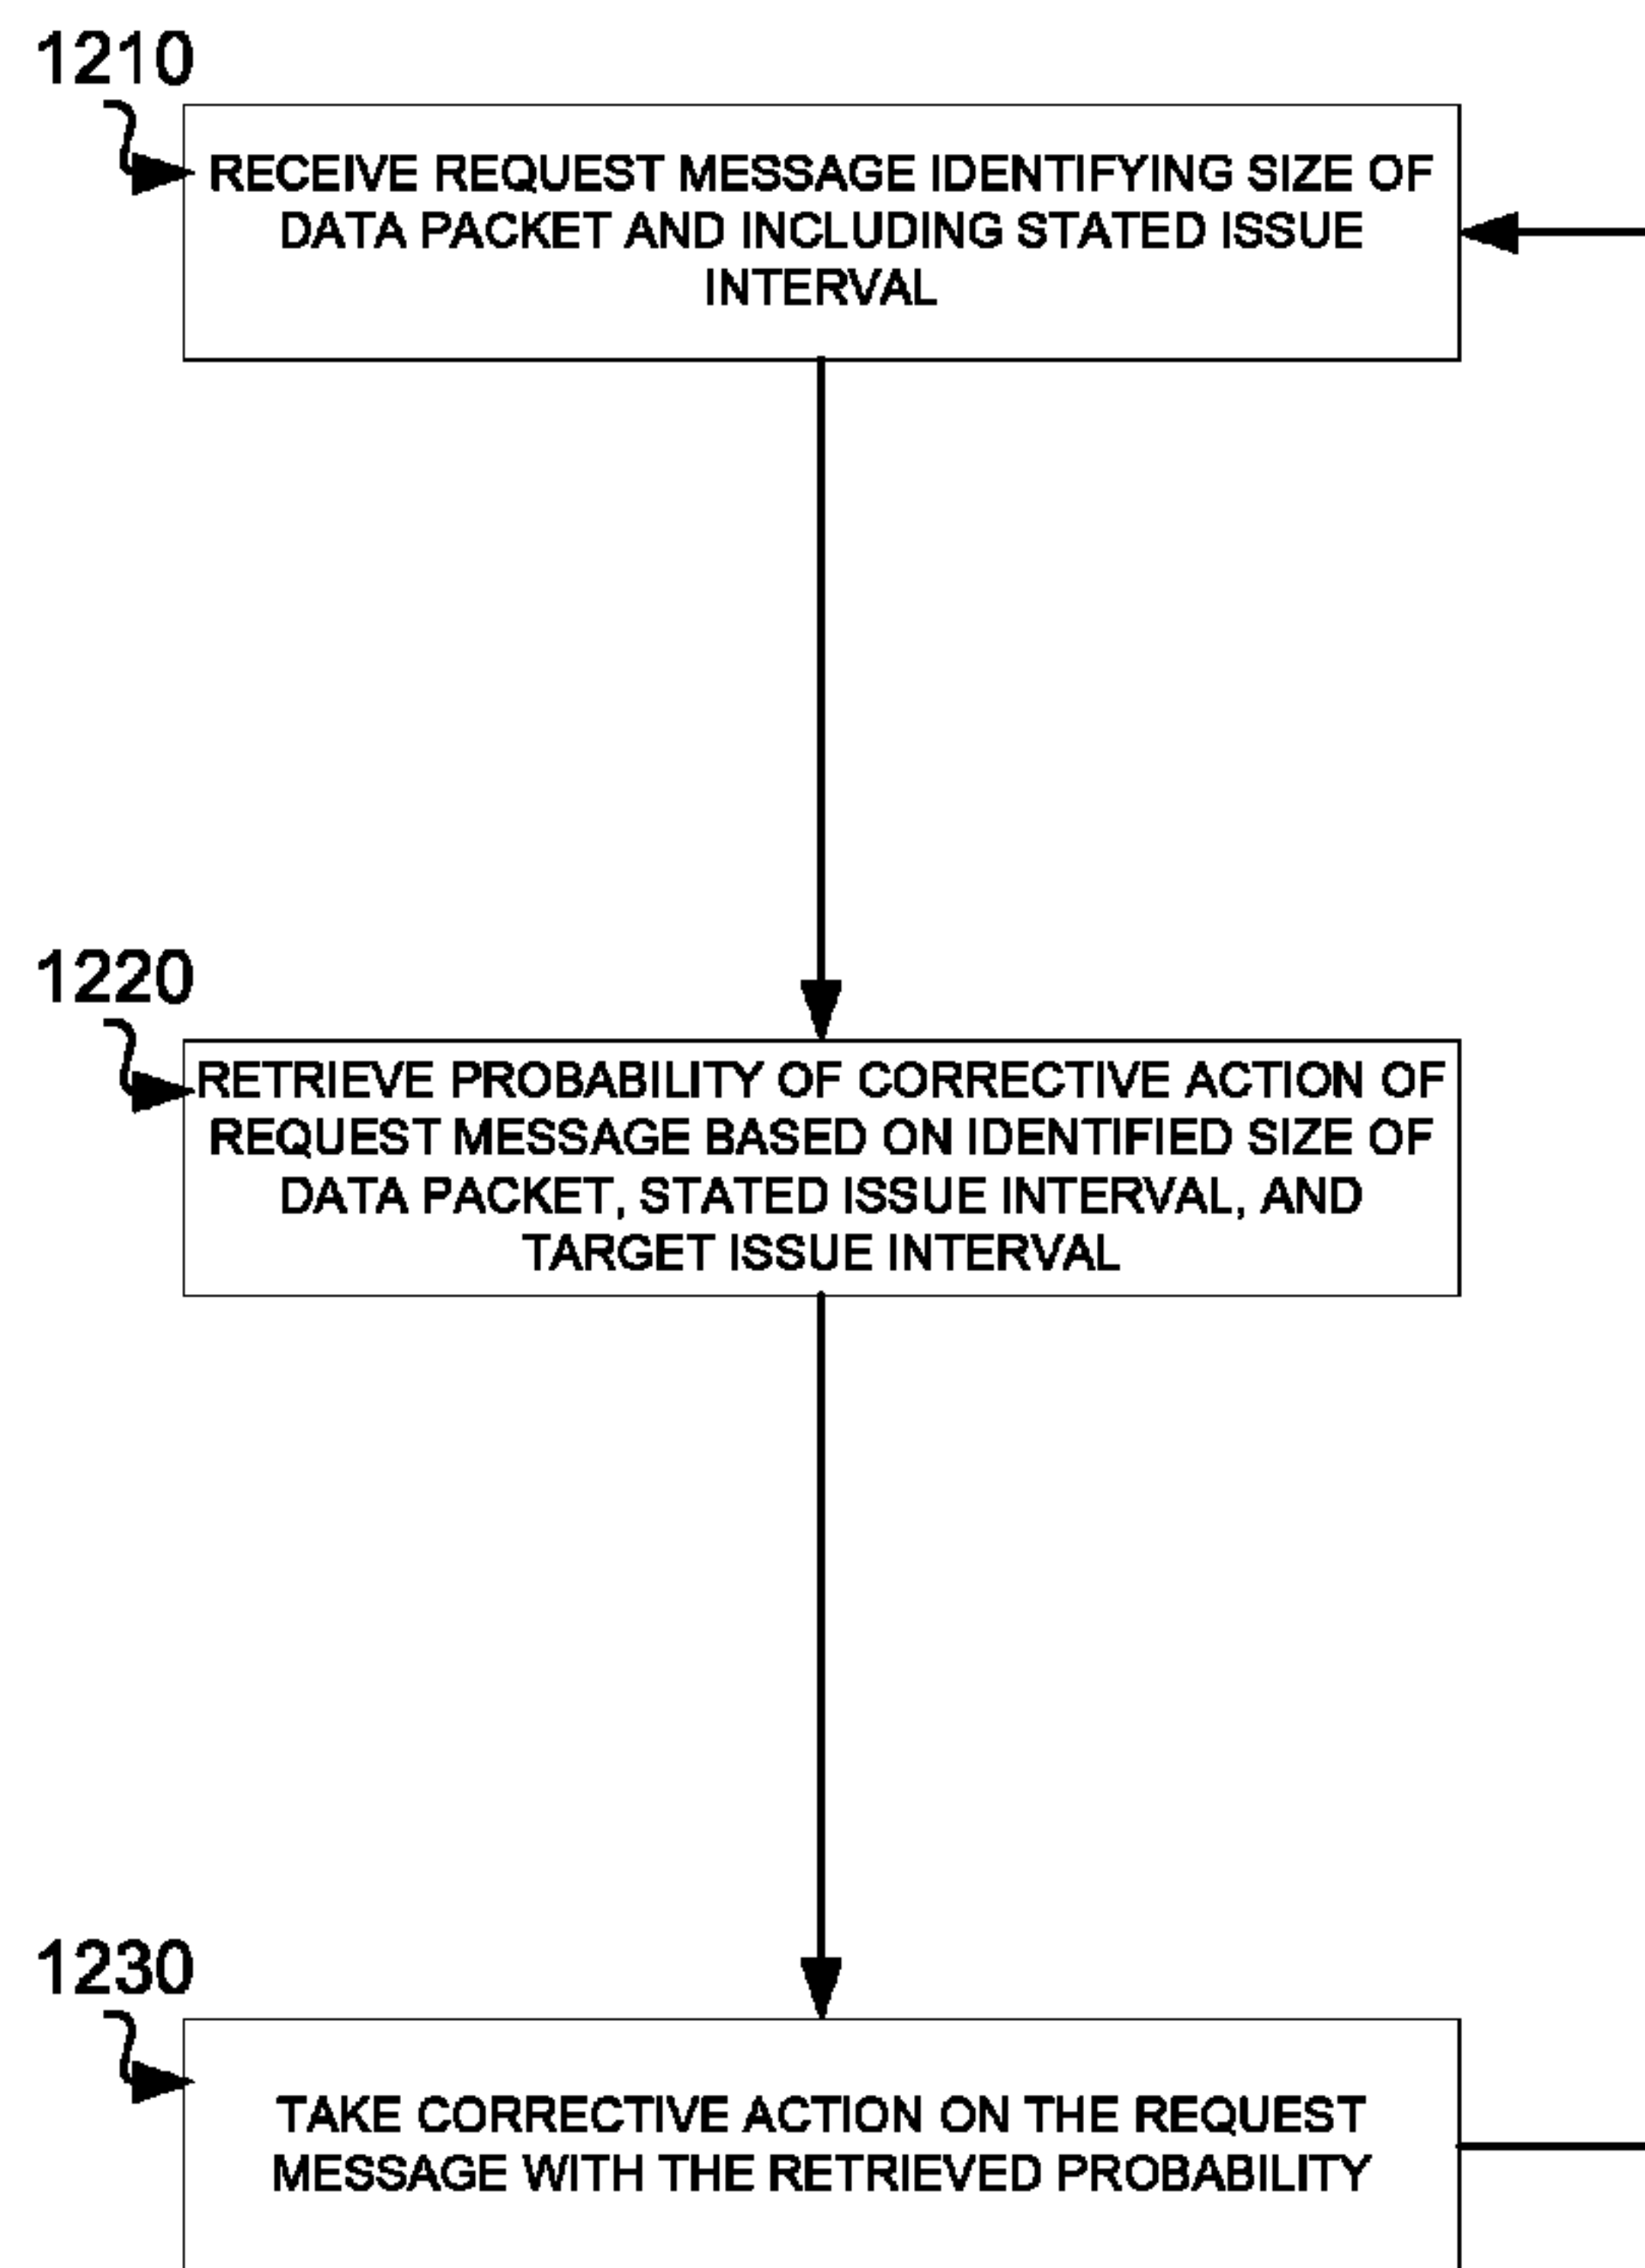 1210
RECEIVE REQUEST MESSAGE IDENTIFYING SIZE OF
DATA PACKET AND INCLUDING STATED ISSUE
INTERVAL
1220
RETRIEVE PROBABILITY OF CORRECTIVE ACTION OF
REQUEST MESSAGE BASED ON IDENTIFIED SIZE OF
DATA PACKET, STATED ISSUE INTERVAL, AND
TARGET ISSUE INTERVAL
1230
TAKE CORRECTIVE ACTION ON THE REQUEST
MESSAGE WITH THE RETRIEVED PROBABILITY